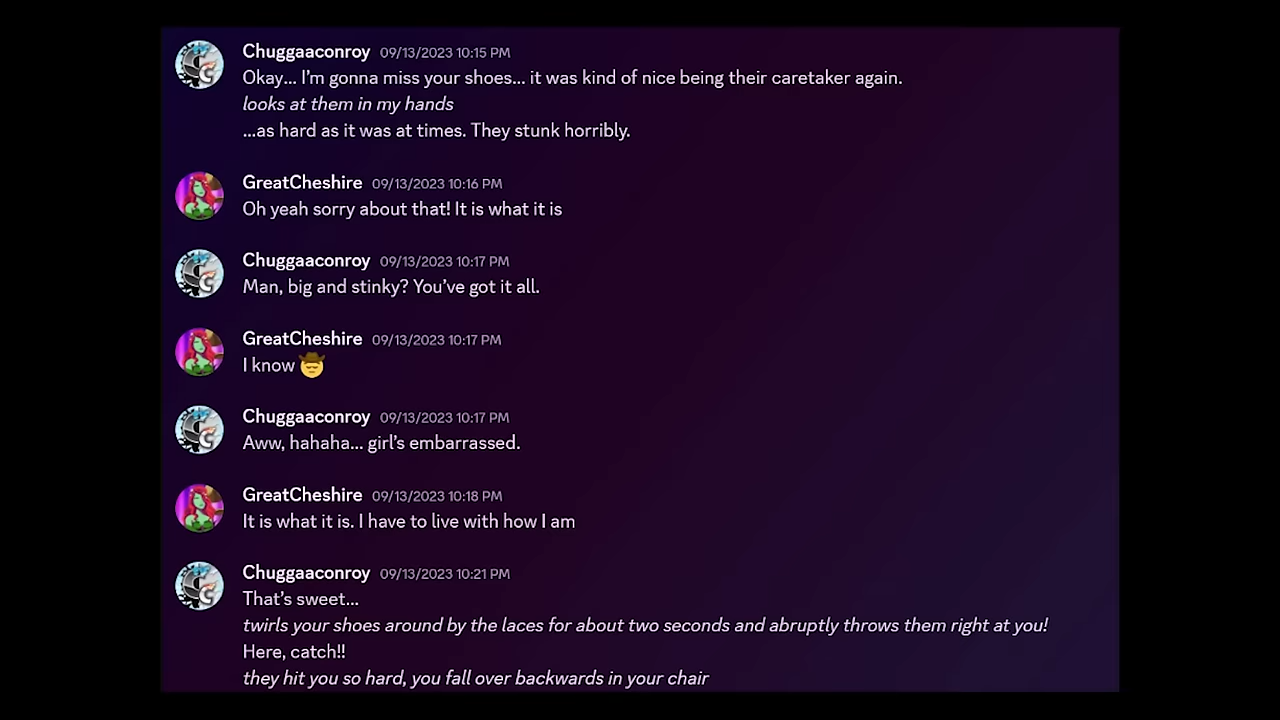 Chuggaaconroy 09/13/2023 10:15 PM
Okay... I'm gonna miss your shoes... it was kind of nice being their caretaker again.
looks at them in my hands
...as hard as it was at times. They stunk horribly.
GreatCheshire 09/13/2023 10:16 PM
Oh yeah sorry about that! It is what it is
Chuggaaconroy 09/13/2023 10:17 PM
Man, big and stinky? You've got it all.
GreatCheshire 09/13/2023 10:17 PM
I know
Chuggaaconroy 09/13/2023 10:17 PM
Aww, hahaha... girl's embarrassed.
GreatCheshire 09/13/2023 10:18 PM
It is what it is. I have to live with how I am
Chuggaaconroy 09/13/2023 10:21 PM
That's sweet...
twirls your shoes around by the laces for about two seconds and abruptly throws them right at you!
Here, catch!!
they hit you so hard, you fall over backwards in your chair